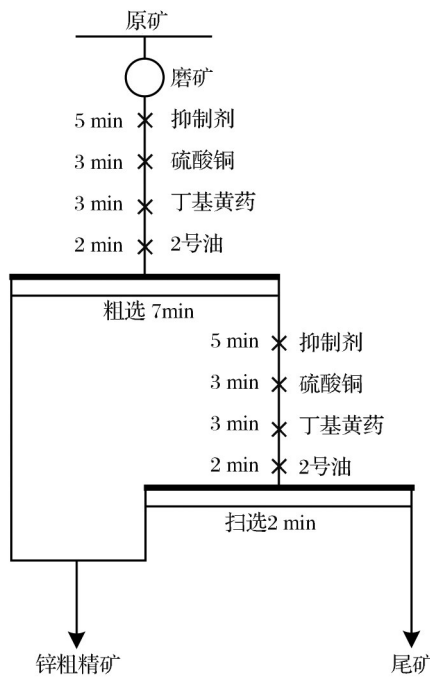 原矿
磨矿
5 min 抑制剂
3 min 硫酸铜
3 min 丁基黄药
2 min 2号油
粗选 7min
5 min 抑制剂
3 min 硫酸铜
3 min 丁基黄药
2 min 2号油
扫选2 min
锌粗精矿 尾矿